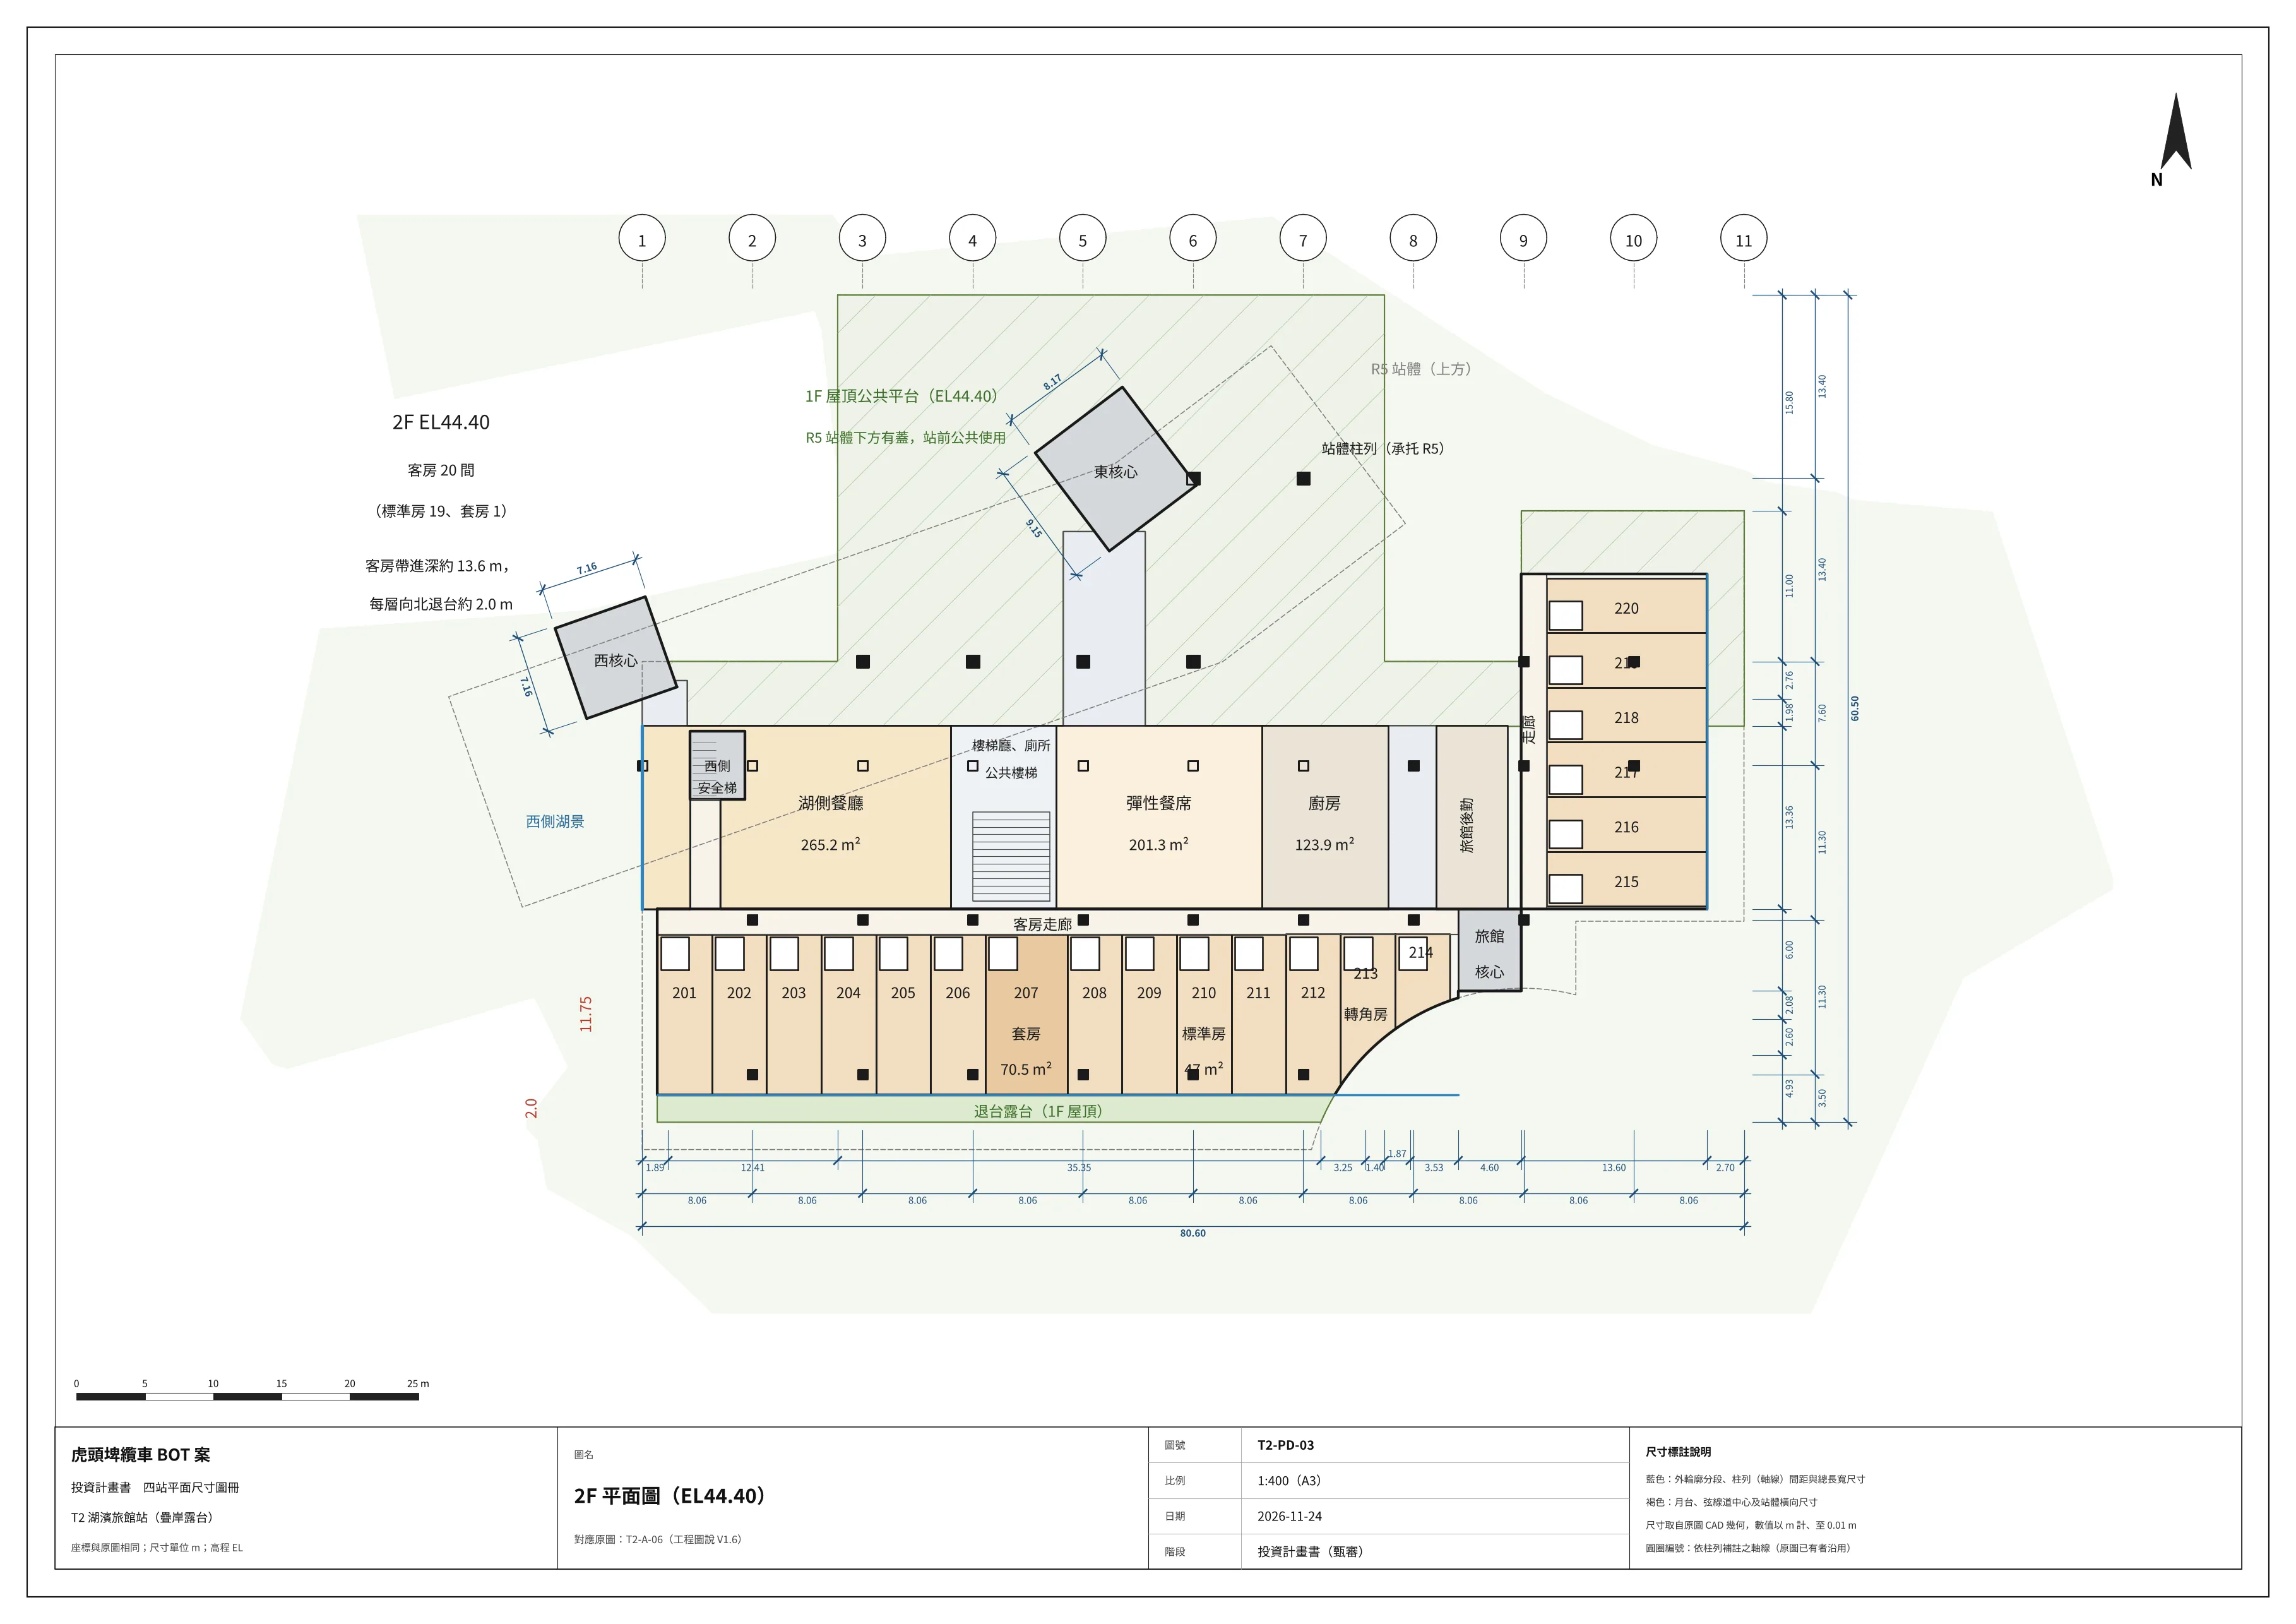 N
1
2
3
4
5
6
7
8
9
10
11
R5 站體（上方）
1F 屋頂公共平台（EL44.40）
R5 站體下方有蓋，站前公共使用
站體柱列（承托 R5）
8.17
東核心
9.15
2F EL44.40
客房 20 間
（標準房 19、套房 1）
客房帶進深約 13.6 m，
每層向北退台約 2.0 m
7.16
西核心
7.16
西側湖景
西側
安全梯
湖側餐廳
265.2 m²
樓梯廳、廁所
公共樓梯
彈性餐席
201.3 m²
廚房
123.9 m²
旅館後勤
走廊
220
218
217
216
215
客房走廊
旅館
核心
201
202
203
204
205
206
207
套房
70.5 m²
208
209
210
標準房
47 m²
211
212
213
轉角房
214
退台露台（1F 屋頂）
11.75
2.0
15.80
11.00
2.76
1.98
13.36
6.00
2.08
2.60
4.93
13.40
13.40
7.60
11.30
11.30
3.50
60.50
1.89
12.41
35.35
3.25
1.40
1.87
3.53
4.60
13.60
2.70
8.06
8.06
8.06
8.06
8.06
8.06
8.06
8.06
8.06
8.06
80.60
0
5
10
15
20
25 m
虎頭埤纜車 BOT 案
投資計畫書　四站平面尺寸圖冊
T2 湖濱旅館站（疊岸露台）
座標與原圖相同；尺寸單位 m；高程 EL
圖名
2F 平面圖（EL44.40）
對應原圖：T2-A-06（工程圖說 V1.6）
圖號
T2-PD-03
比例
1:400（A3）
日期
2026-11-24
階段
投資計畫書（甄審）
尺寸標註說明
藍色：外輪廓分段、柱列（軸線）間距與總長寬尺寸
褐色：月台、弦線道中心及站體橫向尺寸
尺寸取自原圖 CAD 幾何，數值以 m 計、至 0.01 m
圓圈編號：依柱列補註之軸線（原圖已有者沿用）